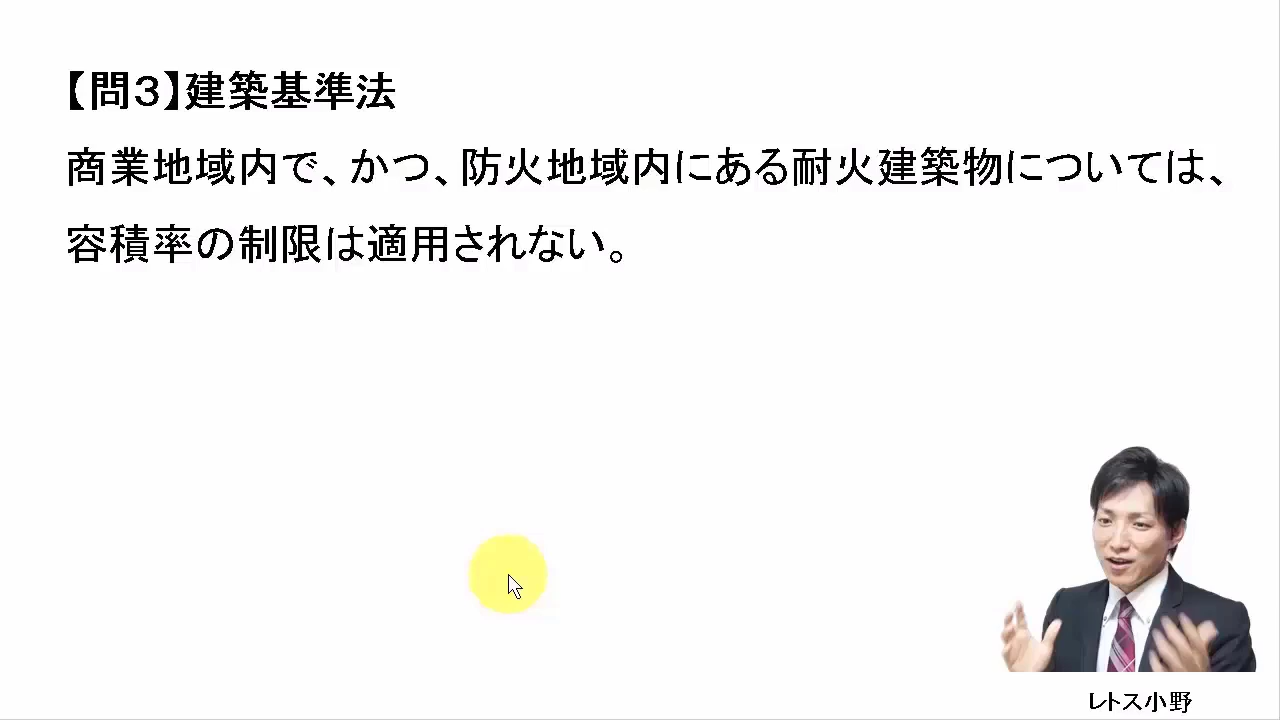 【問３】建築基準法
商業地域内で、かつ、防火地域内にある耐火建築物については、
容積率の制限は適用されない。
レトス小野